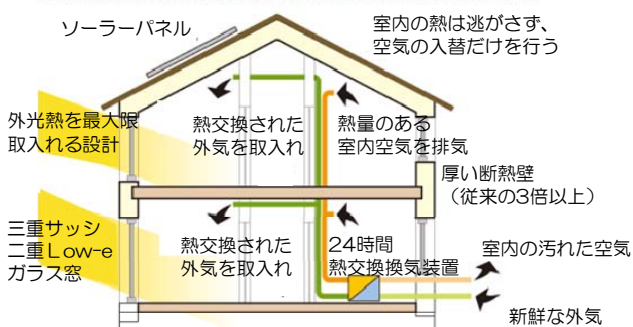 ソーラーパネル
室内の熱は逃がさず、
空気の入替だけを行う
外光熱を最大限
取入れる設計
熱交換された
外気を取入れ
熱量のある
室内空気を排気
厚い断熱壁
（従来の3倍以上）
三重サッシ
二重Low-e
ガラス窓
熱交換された
外気を取入れ
24時間
熱交換換気装置
室内の汚れた空気
新鮮な外気